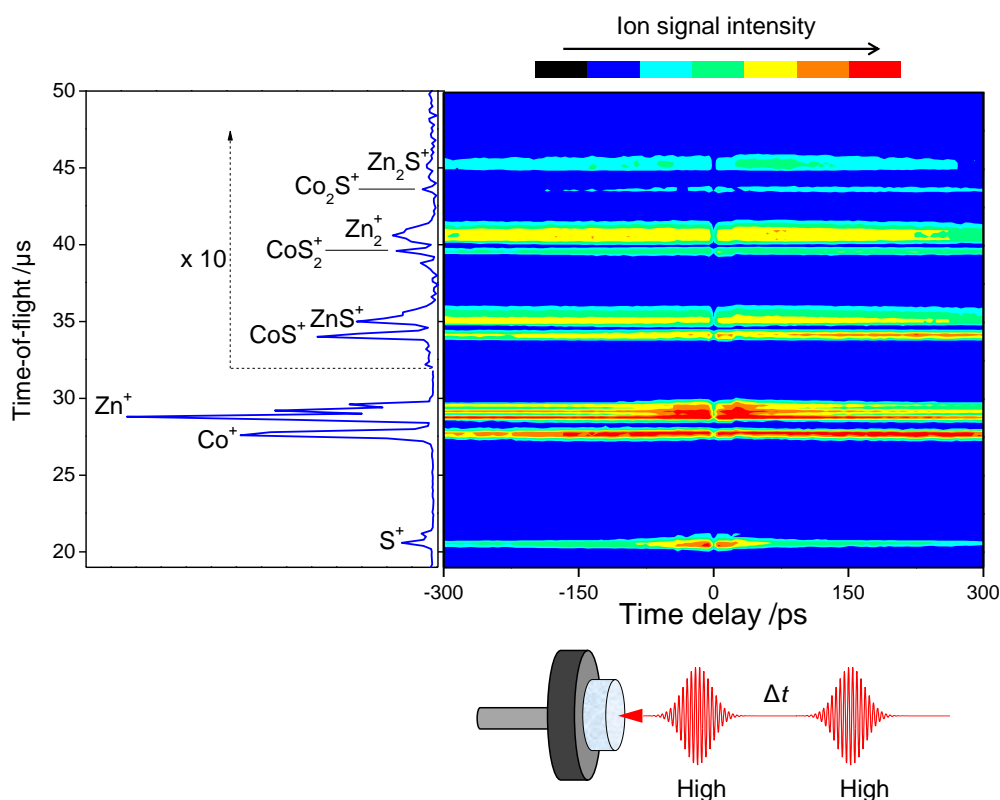 Ion signal intensity
50
45
40
35
30
25
20
Time-of-flight /µs
x 10
Zn2S+
Co2S+
Zn2+
CoS2+
ZnS+
CoS+
Zn+
Co+
S+
-300 -150 0 150 300
Time delay /ps
Δt
High High